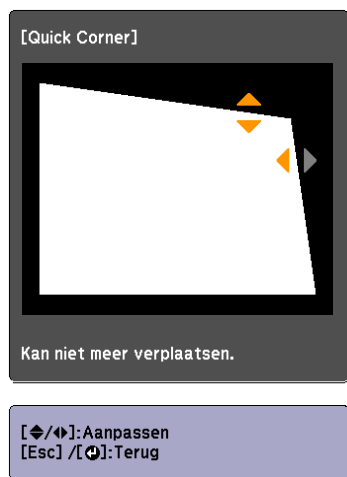 [Quick Corner]
Kan niet meer verplaatsen.
[◆/◆]:Aanpassen
[Esc] /[↵]:Terug